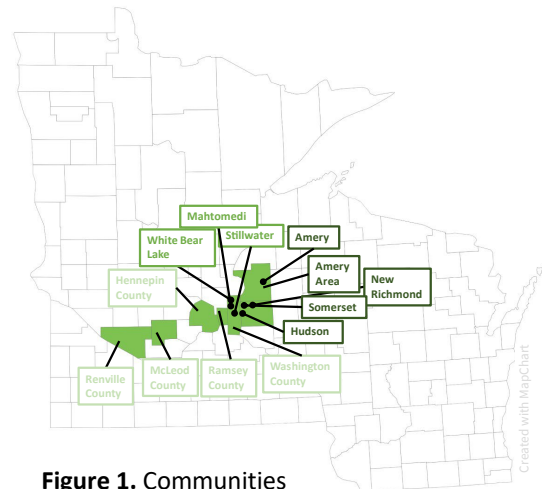 Mahtomedi
White Bear
Lake
Stillwater
Amery
Hennepin
County
Amery
Area
New
Richmond
Somerset
Hudson
Renville
County
McLeod
County
Ramsey
County
Washington
County
Created with MapChart
Figure 1. Communities